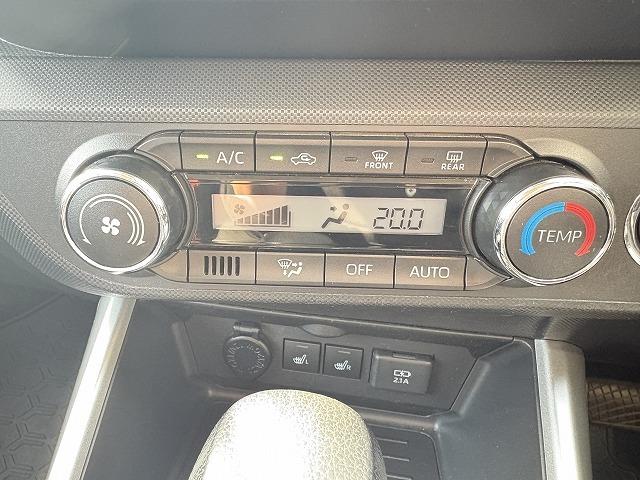 A/C FRONT REAR
20.0
TEMP
OFF AUTO
L R
2.1A